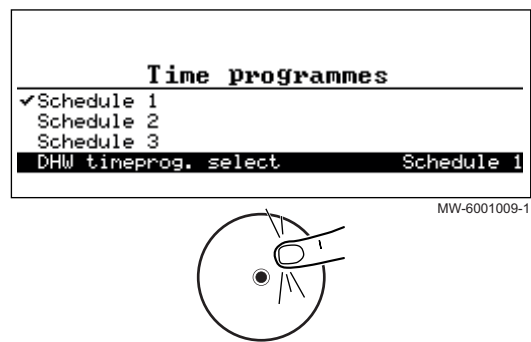 Time programmes
✓Schedule 1
Schedule 2
Schedule 3
DHW timeprog. select Schedule 1
MW-6001009-1